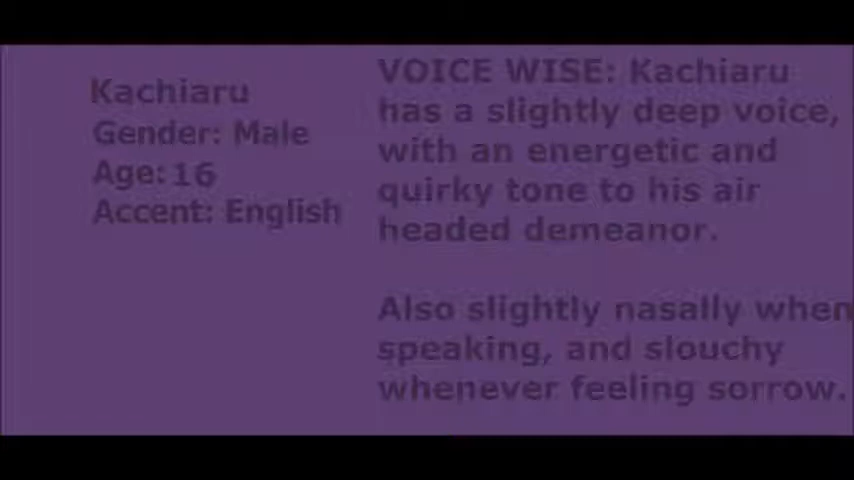 Kachiaru
Gender: Male
Age: 16
Accent: English
VOICE WISE: Kachiaru
has a slightly deep voice,
with an energetic and
quirky tone to his air
headed demeanor.
Also slightly nasally when
speaking, and slouchy
whenever feeling sorrow.